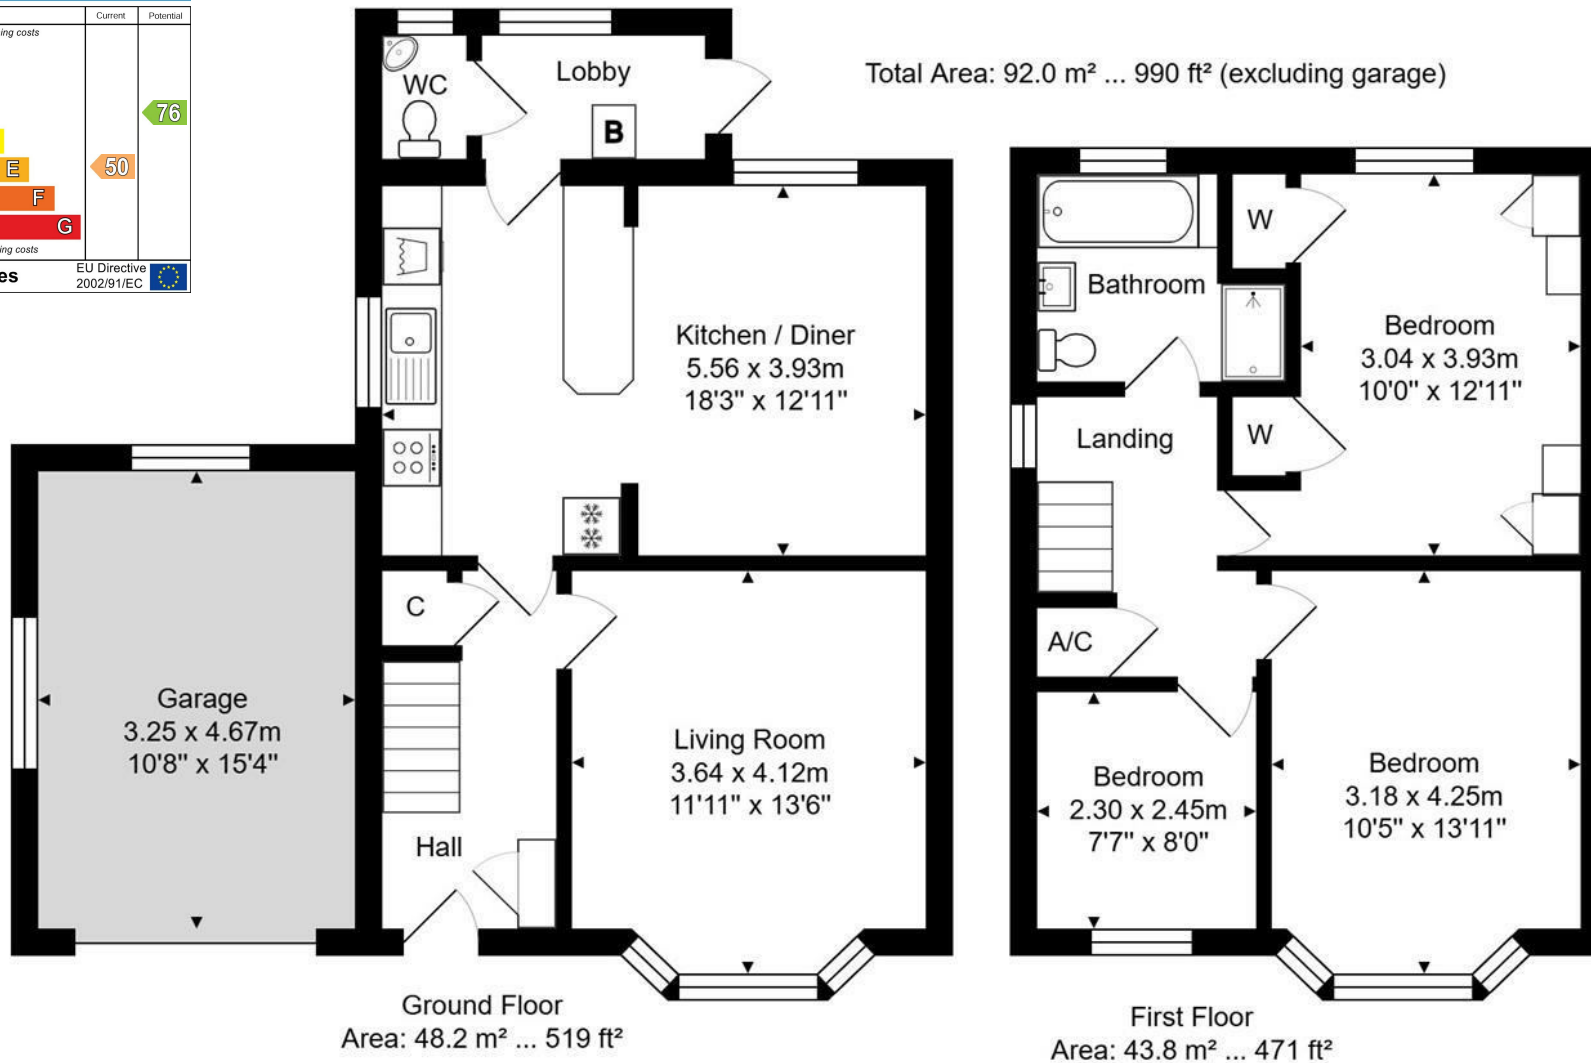 Current Potential
ing costs
76
E
50
F
G
ing costs
es
EU Directive
2002/91/EC
Total Area: 92.0 m² ... 990 ft² (excluding garage)
WC
Lobby
B
Kitchen / Diner
5.56 x 3.93m
18'3" x 12'11"
Garage
3.25 x 4.67m
10'8" x 15'4"
C
Living Room
3.64 x 4.12m
11'11" x 13'6"
Hall
Ground Floor
Area: 48.2 m² ... 519 ft²
W
Bathroom
Bedroom
3.04 x 3.93m
10'0" x 12'11"
W
Landing
A/C
Bedroom
2.30 x 2.45m
7'7" x 8'0"
Bedroom
3.18 x 4.25m
10'5" x 13'11"
First Floor
Area: 43.8 m² ... 471 ft²